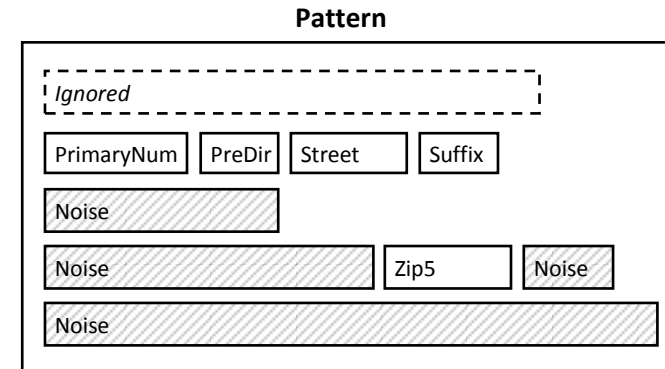 Pattern
Ignored
PrimaryNum PreDir Street Suffix
Noise
Noise Zip5 Noise
Noise